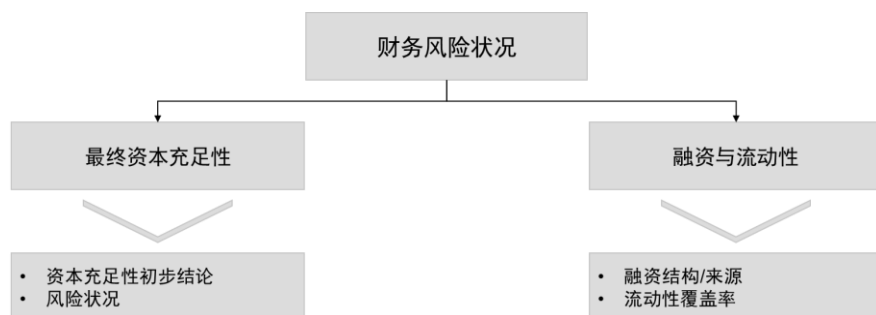 财务风险状况
最终资本充足性
融资与流动性
• 资本充足性初步结论
• 风险状况
• 融资结构/来源
• 流动性覆盖率